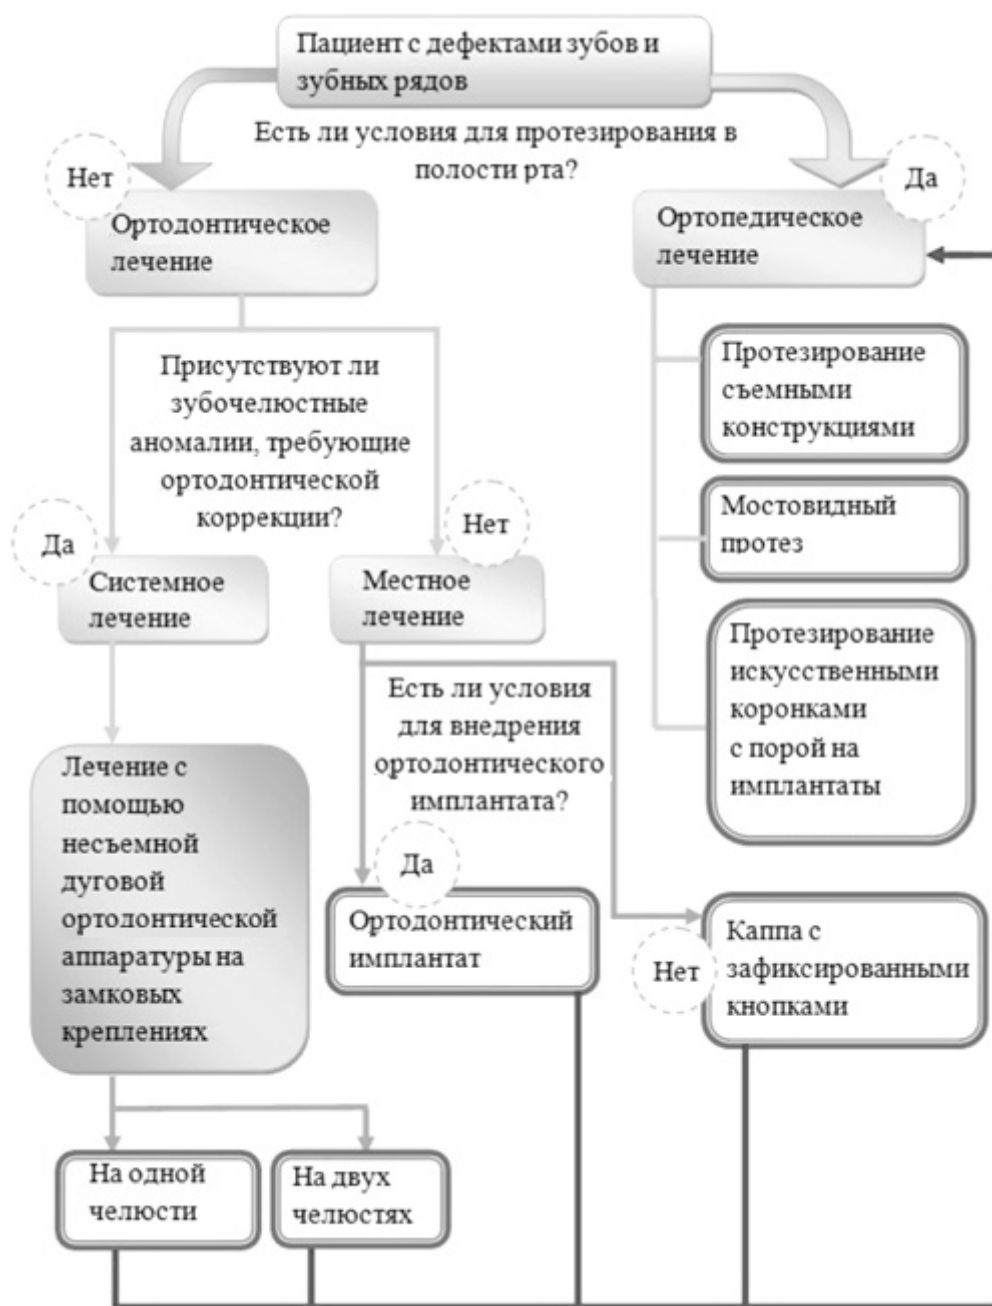 Пациент с дефектами зубов и
зубных рядов
Есть ли условия для протезирования в
полости рта?
Нет
Да
Ортодонтическое
лечение
Ортопедическое
лечение
Присутствуют ли
зубочелюстные
аномалии, требующие
ортодонтической
коррекции?
Да
Нет
Системное
лечение
Местное
лечение
Протезирование
съемными
конструкциями
Мостовидный
протез
Протезирование
искусственными
коронками
с порой на
имплантаты
Есть ли условия
для внедрения
ортодонтического
имплантата?
Лечение с
помощью
несъемной
дуговой
ортодонтической
аппаратуры на
замковых
креплениях
Да
Ортодонтический
имплантат
Нет
Каппа с
зафиксированными
кнопками
На одной
челюсти
На двух
челюстях